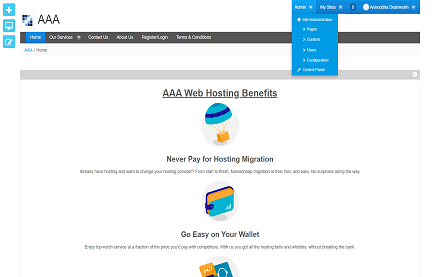 Admin My Sites 0 Aniruddha Deshmukh
AAA
Site Administration
Pages
Content
Users
Configuration
Control Panel
Home Our Services Contact Us About Us Register/Login Terms & Conditions
AAA | Home
AAA Web Hosting Benefits
Never Pay for Hosting Migration
Already have hosting and want to change your hosting provider? From start to finish, Namecheap migration is free, fast, and easy. No surprises along the way.
Go Easy on Your Wallet
Enjoy top-notch service at a fraction of the price you'd pay with competitors. With us you get all the hosting bells and whistles, without breaking the bank.
24/7